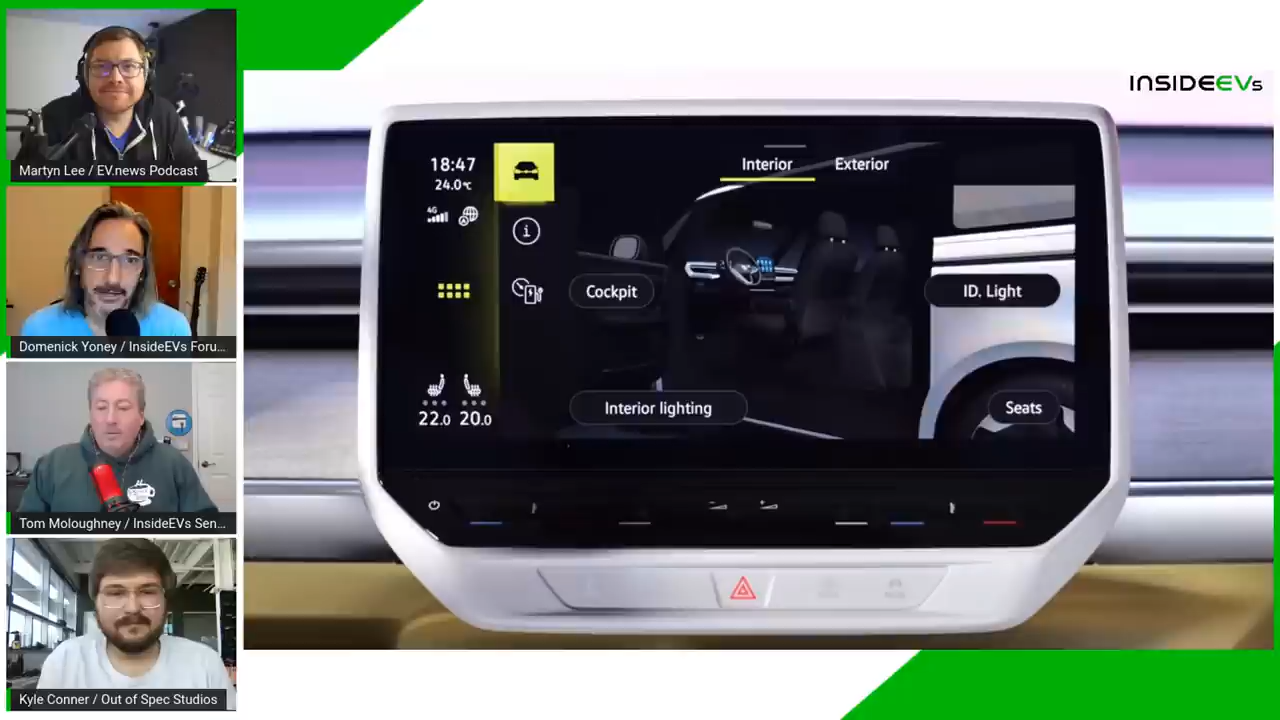 Martyn Lee / EV.news Podcast
Domenick Yoney / InsideEVs Foru...
Tom Moloughney / InsideEVs Sen...
Kyle Conner / Out of Spec Studios
INSIDEEVs
18:47
24.0°C
4G
Interior
Exterior
Cockpit
ID. Light
Interior lighting
Seats
22.0 20.0